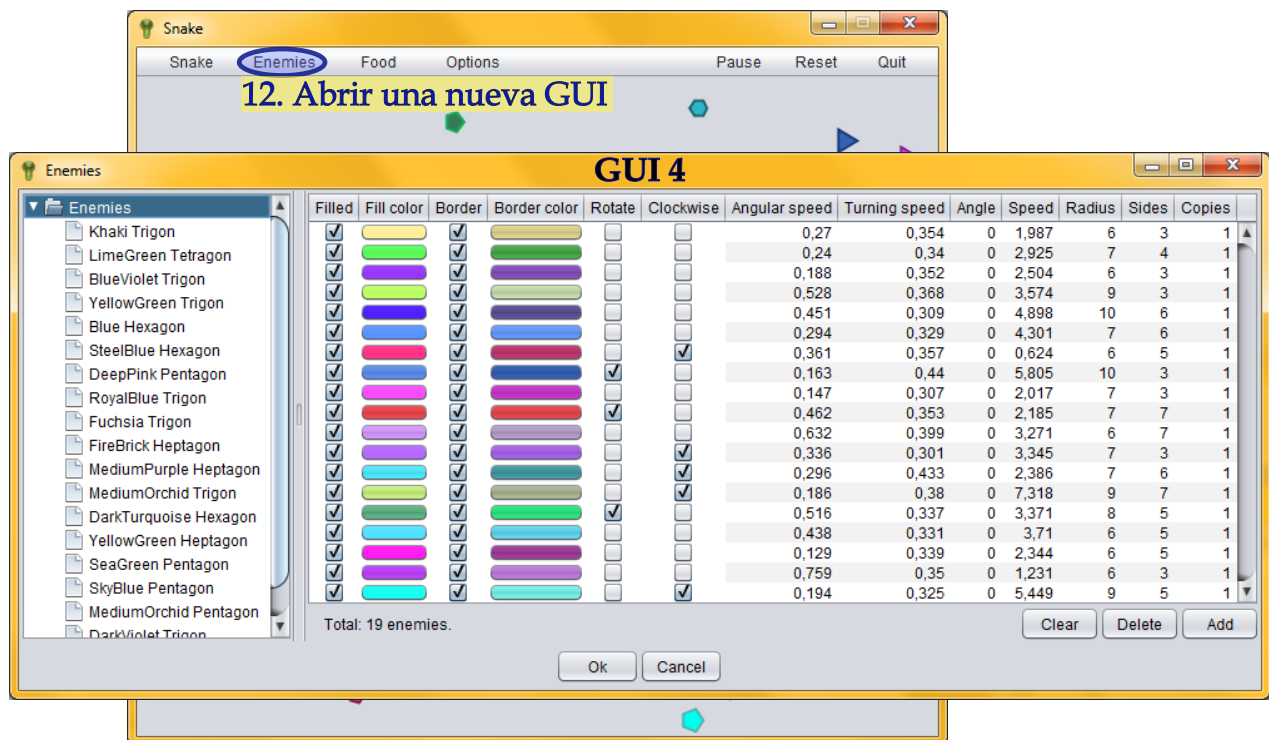 Snake
Snake Enemies Food Options Pause Reset Quit
12. Abrir una nueva GUI
Enemies
GUI 4
Enemies
Khaki Trigon
LimeGreen Tetragon
BlueViolet Trigon
YellowGreen Trigon
Blue Hexagon
SteelBlue Hexagon
DeepPink Pentagon
RoyalBlue Trigon
Fuchsia Trigon
FireBrick Heptagon
MediumPurple Heptagon
MediumOrchid Trigon
DarkTurquoise Hexagon
YellowGreen Heptagon
SeaGreen Pentagon
SkyBlue Pentagon
MediumOrchid Pentagon
DarkViolet Trigon
Filled Fill color Border Border color Rotate Clockwise Angular speed Turning speed Angle Speed Radius Sides Copies
0,27 0,354 0 1,987 6 3 1
0,24 0,34 0 2,925 7 4 1
0,188 0,352 0 2,504 6 3 1
0,528 0,368 0 3,574 9 3 1
0,451 0,309 0 4,898 10 6 1
0,294 0,329 0 4,301 7 6 1
0,361 0,357 0 0,624 6 5 1
0,163 0,44 0 5,805 10 3 1
0,147 0,307 0 2,017 7 3 1
0,462 0,353 0 2,185 7 7 1
0,632 0,399 0 3,271 6 7 1
0,336 0,301 0 3,345 7 3 1
0,296 0,433 0 2,386 7 6 1
0,186 0,38 0 7,318 9 7 1
0,516 0,337 0 3,371 8 5 1
0,438 0,331 0 3,71 6 5 1
0,129 0,339 0 2,344 6 5 1
0,759 0,35 0 1,231 6 3 1
0,194 0,325 0 5,449 9 5 1
Total: 19 enemies.
Clear Delete Add
Ok Cancel